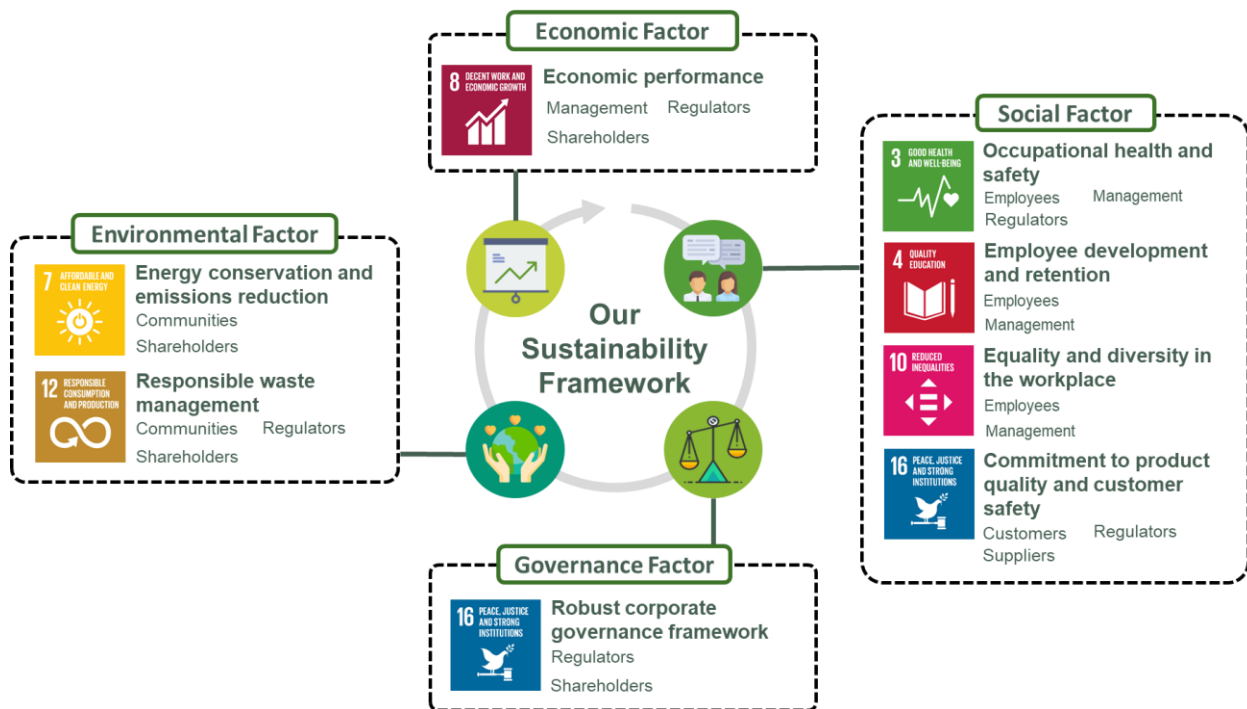 Economic Factor
8 DECENT WORK AND
ECONOMIC GROWTH
Economic performance
Management Regulators
Shareholders
Social Factor
3 GOOD HEALTH
AND WELL-BEING
Occupational health and
safety
Employees Management
Regulators
4 QUALITY
EDUCATION
Employee development
and retention
Employees
Management
10 REDUCED
INEQUALITIES
Equality and diversity in
the workplace
Employees
Management
16 PEACE, JUSTICE
AND STRONG
INSTITUTIONS
Commitment to product
quality and customer
safety
Customers Regulators
Suppliers
Environmental Factor
7 AFFORDABLE AND
CLEAN ENERGY
Energy conservation and
emissions reduction
Communities
Shareholders
12 RESPONSIBLE
CONSUMPTION
AND PRODUCTION
Responsible waste
management
Communities Regulators
Shareholders
Our
Sustainability
Framework
Governance Factor
16 PEACE, JUSTICE
AND STRONG
INSTITUTIONS
Robust corporate
governance framework
Regulators
Shareholders